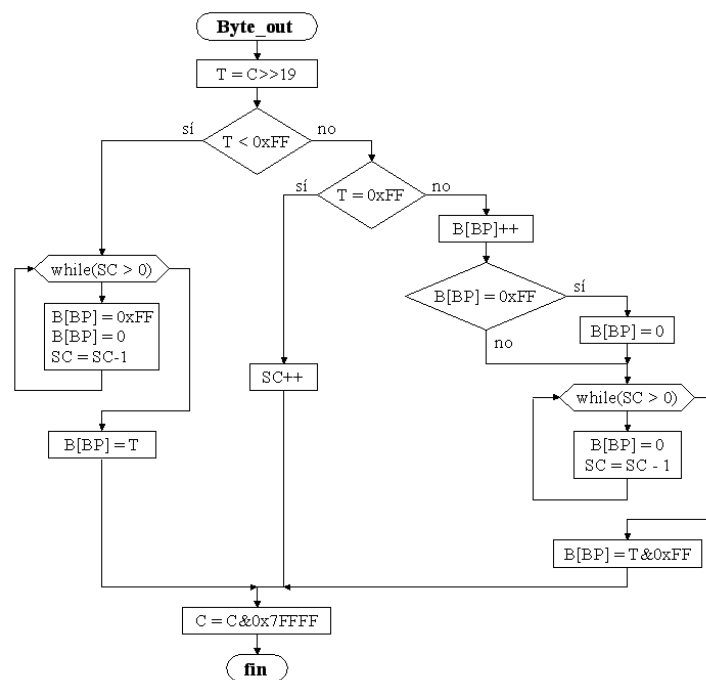 Byte_out
T = C>>19
T < 0xFF
sí
no
T = 0xFF
sí
no
B[BP]++
while(SC > 0)
B[BP] = 0xFF
sí
no
B[BP] = 0xFF
B[BP] = 0
SC = SC-1
B[BP] = 0
SC++
while(SC > 0)
B[BP] = T
B[BP] = 0
SC = SC - 1
B[BP] = T&0xFF
C = C&0x7FFFF
fin